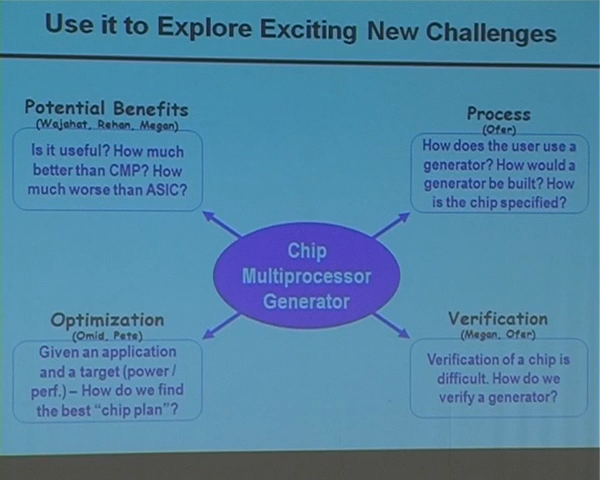 Use it to Explore Exciting New Challenges
Potential Benefits
(Wajahat, Rehan, Megan)
Is it useful? How much
better than CMP? How
much worse than ASIC?
Process
(Ofer)
How does the user use a
generator? How would a
generator be built? How
is the chip specified?
Chip
Multiprocessor
Generator
Optimization
(Omid, Pete)
Given an application
and a target (power /
perf.) – How do we find
the best “chip plan”?
Verification
(Megan, Ofer)
Verification of a chip is
difficult. How do we
verify a generator?